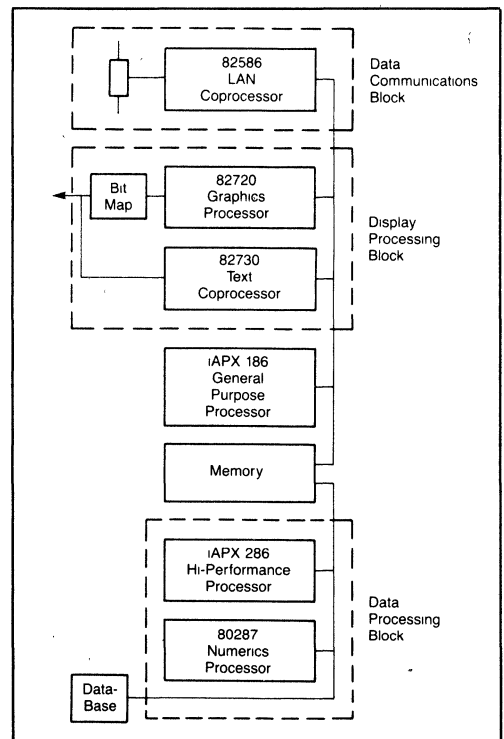 82586
LAN
Coprocessor
Data
Communications
Block
Bit
Map
82720
Graphics
Processor
82730
Text
Coprocessor
Display
Processing
Block
iAPX 186
General
Purpose
Processor
Memory
iAPX 286
Hi-Performance
Processor
80287
Numerics
Processor
Data
Processing
Block
Data-
Base